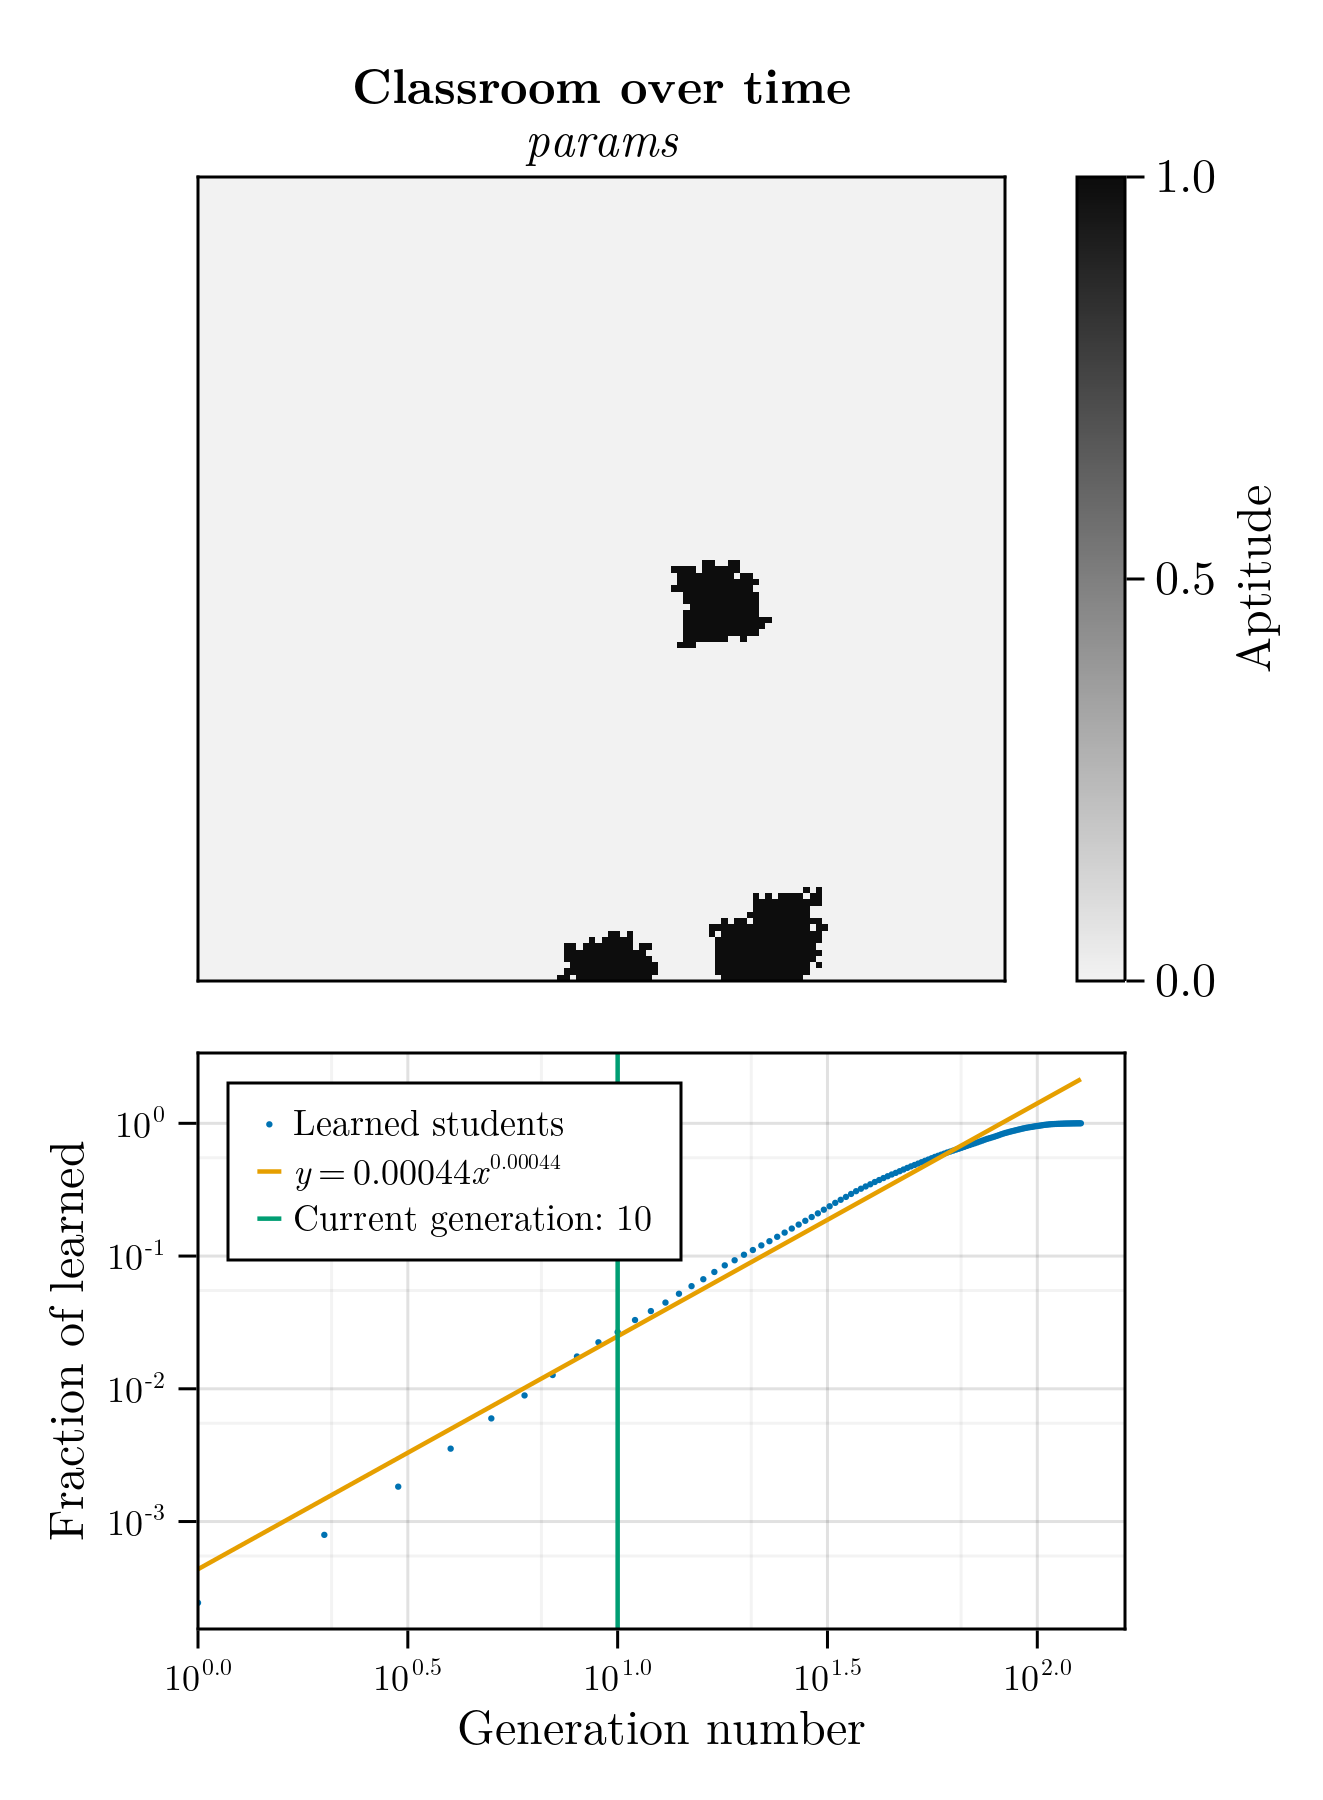 Classroom over time
params
1.0
0.5
0.0
Aptitude
Learned students
y = 0.00044x^0.00044
Current generation: 10
10^0
10^-1
10^-2
10^-3
Fraction of learned
10^0.0 10^0.5 10^1.0 10^1.5 10^2.0
Generation number